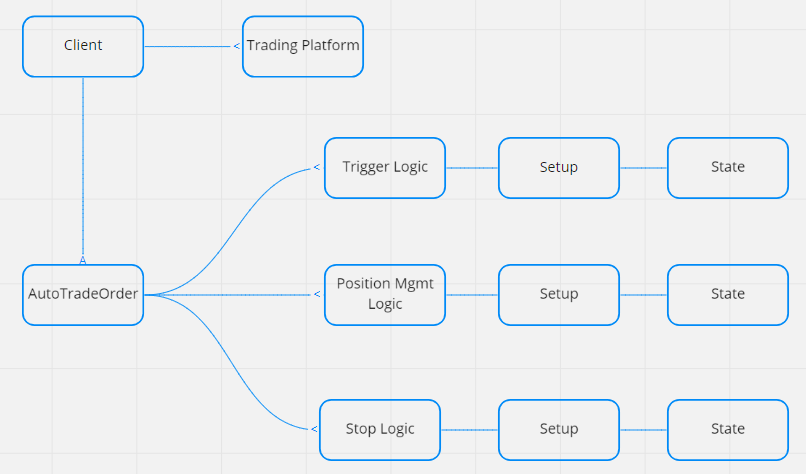 Client
Trading Platform
Trigger Logic
Setup
State
AutoTradeOrder
Position Mgmt
Logic
Setup
State
Stop Logic
Setup
State